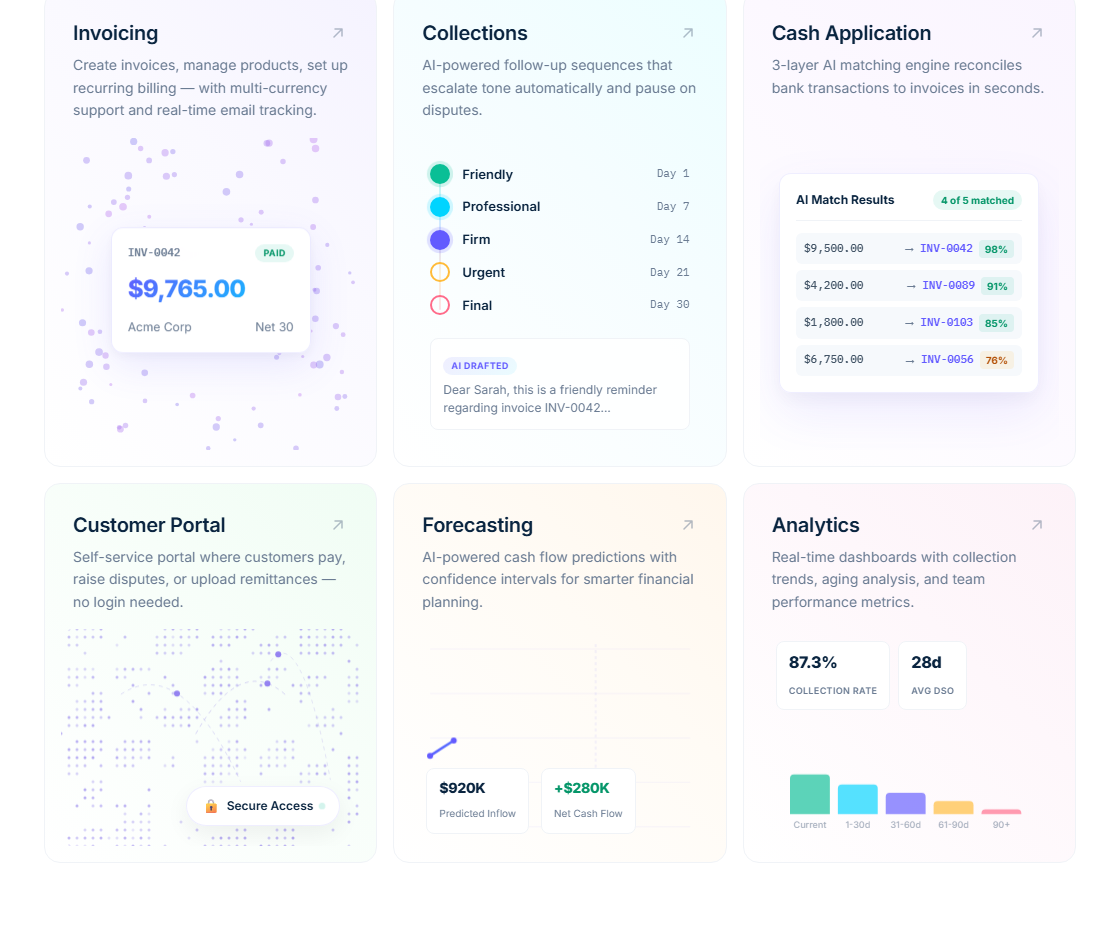 Invoicing
Create invoices, manage products, set up
recurring billing — with multi-currency
support and real-time email tracking.
INV-0042
PAID
$9,765.00
Acme Corp
Net 30
Collections
AI-powered follow-up sequences that
escalate tone automatically and pause on
disputes.
Friendly Day 1
Professional Day 7
Firm Day 14
Urgent Day 21
Final Day 30
AI DRAFTED
Dear Sarah, this is a friendly reminder
regarding invoice INV-0042...
Cash Application
3-layer AI matching engine reconciles
bank transactions to invoices in seconds.
AI Match Results 4 of 5 matched
$9,500.00 → INV-0042 98%
$4,200.00 → INV-0089 91%
$1,800.00 → INV-0103 85%
$6,750.00 → INV-0056 76%
Customer Portal
Self-service portal where customers pay,
raise disputes, or upload remittances —
no login needed.
Secure Access
Forecasting
AI-powered cash flow predictions with
confidence intervals for smarter financial
planning.
$920K
Predicted Inflow
+$280K
Net Cash Flow
Analytics
Real-time dashboards with collection
trends, aging analysis, and team
performance metrics.
87.3%
COLLECTION RATE
28d
AVG DSO
Current 1-30d 31-60d 61-90d 90+